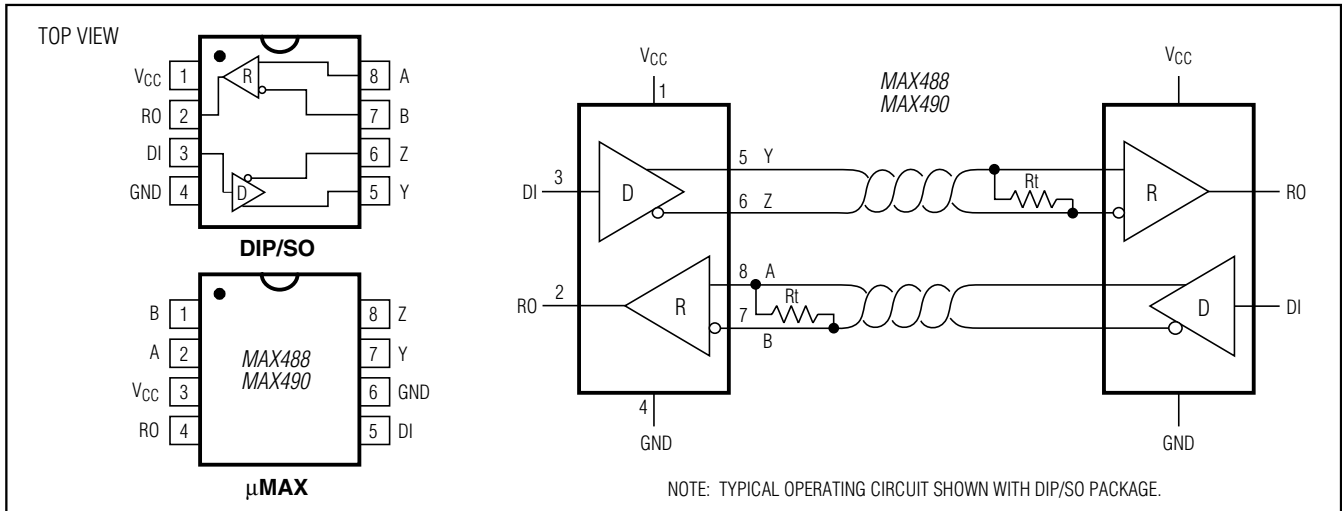 TOP VIEW
VCC 1
RO 2
DI 3
GND 4
8 A
7 B
6 Z
5 Y
R
D
DIP/SO
B 1
A 2
VCC 3
RO 4
8 Z
7 Y
6 GND
5 DI
MAX488
MAX490
μMAX
VCC
1
MAX488
MAX490
VCC
DI 3
D
5 Y
6 Z
Rt
R
RO
RO 2
R
8 A
7
B
Rt
D
DI
4
GND
GND
NOTE: TYPICAL OPERATING CIRCUIT SHOWN WITH DIP/SO PACKAGE.